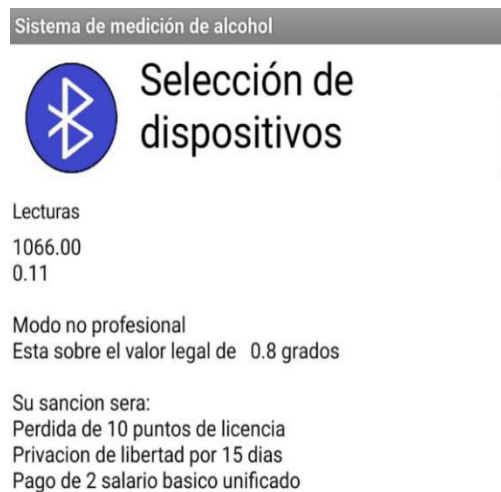 Sistema de medición de alcohol
Selección de
dispositivos
Lecturas
1066.00
0.11
Modo no profesional
Esta sobre el valor legal de 0.8 grados
Su sancion sera:
Perdida de 10 puntos de licencia
Privacion de libertad por 15 dias
Pago de 2 salario basico unificado